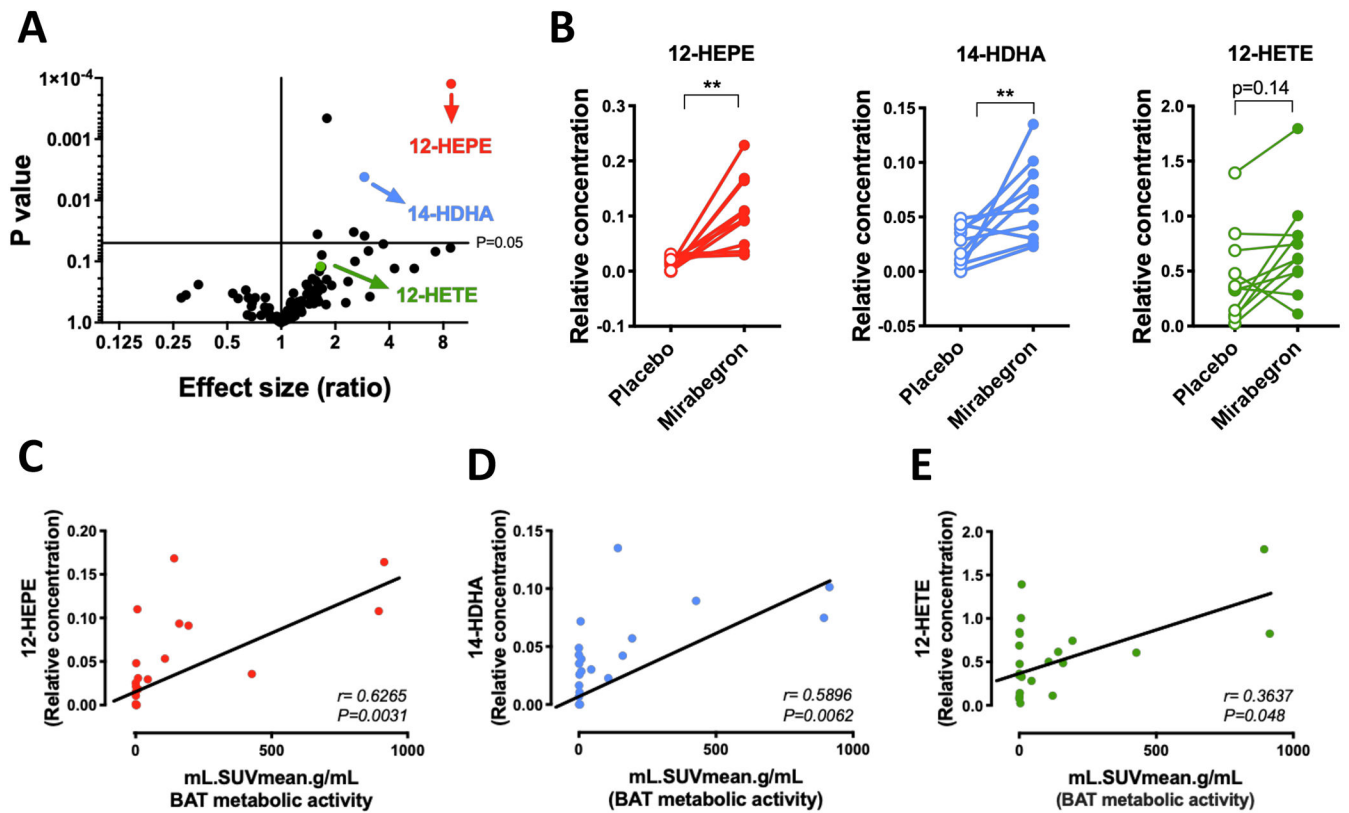 A
1×10⁻⁴
0.001
0.01
0.1
1.0
P value
12-HEPE
14-HDHA
P=0.05
12-HETE
0.125
0.25
0.5
1
2
4
8
Effect size (ratio)
B
12-HEPE
**
0.3
0.2
0.1
0.0
-0.1
Relative concentration
Placebo
Mirabegron
14-HDHA
**
0.15
0.10
0.05
0.00
-0.05
Relative concentration
Placebo
Mirabegron
12-HETE
p=0.14
2.0
1.5
1.0
0.5
0.0
Relative concentration
Placebo
Mirabegron
C
12-HEPE
(Relative concentration)
0.20
0.15
0.10
0.05
0.00
r= 0.6265
P=0.0031
0
500
1000
mL.SUVmean.g/mL
BAT metabolic activity
D
14-HDHA
(Relative concentration)
0.15
0.10
0.05
0.00
r= 0.5896
P=0.0062
0
500
1000
mL.SUVmean.g/mL
(BAT metabolic activity)
E
12-HETE
(Relative concentration)
2.0
1.5
1.0
0.5
0.0
r= 0.3637
P=0.048
0
500
1000
mL.SUVmean.g/mL
(BAT metabolic activity)